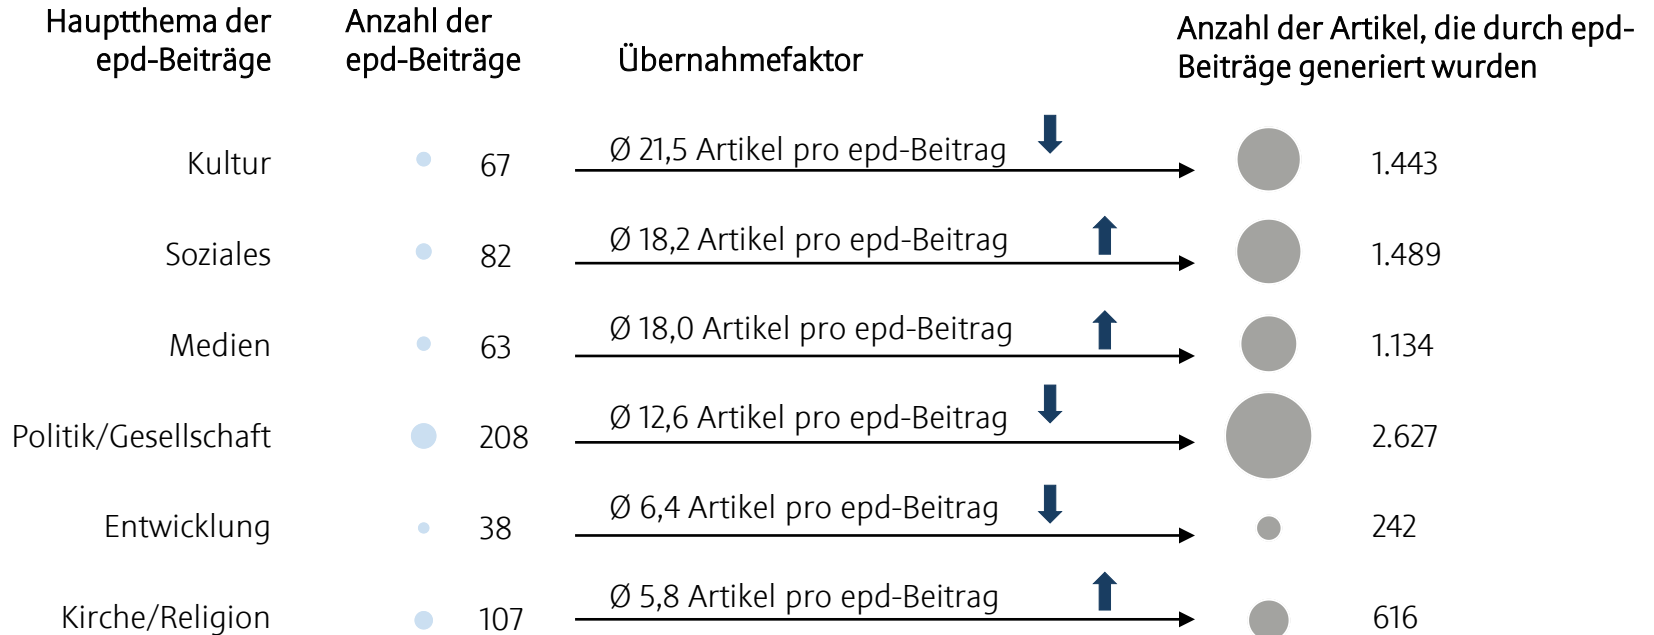 Hauptthema der
epd-Beiträge
Anzahl der
epd-Beiträge
Übernahmefaktor
Anzahl der Artikel, die durch epd-
Beiträge generiert wurden
Kultur 67 Ø 21,5 Artikel pro epd-Beitrag 1.443
Soziales 82 Ø 18,2 Artikel pro epd-Beitrag 1.489
Medien 63 Ø 18,0 Artikel pro epd-Beitrag 1.134
Politik/Gesellschaft 208 Ø 12,6 Artikel pro epd-Beitrag 2.627
Entwicklung 38 Ø 6,4 Artikel pro epd-Beitrag 242
Kirche/Religion 107 Ø 5,8 Artikel pro epd-Beitrag 616